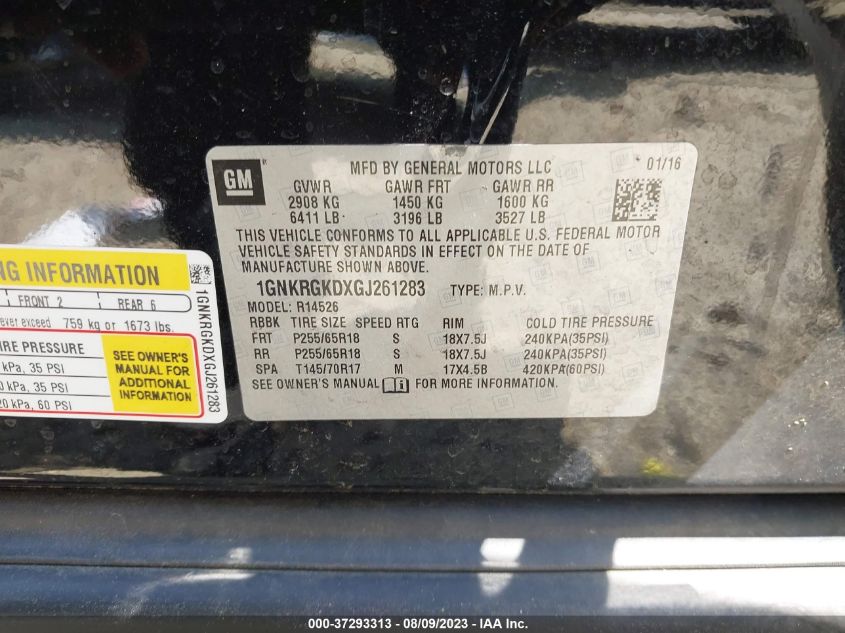 GM
MFD BY GENERAL MOTORS LLC 01/16
GVWR GAWR FRT GAWR RR
2908 KG 1450 KG 1600 KG
6411 LB 3196 LB 3527 LB
THIS VEHICLE CONFORMS TO ALL APPLICABLE U.S. FEDERAL MOTOR
VEHICLE SAFETY STANDARDS IN EFFECT ON THE DATE OF
MANUFACTURE SHOWN ABOVE.
1GNKRGKDXGJ261283 TYPE: M.P.V.
MODEL: R14526
RBBK TIRE SIZE SPEED RTG RIM COLD TIRE PRESSURE
FRT P255/65R18 S 18X7.5J 240KPA(35PSI)
RR P255/65R18 S 18X7.5J 240KPA(35PSI)
SPA T145/70R17 M 17X4.5B 420KPA(60PSI)
SEE OWNER'S MANUAL FOR MORE INFORMATION.
NG INFORMATION
FRONT 2 REAR 6
ever exceed 759 kg or 1673 lbs.
TIRE PRESSURE
kPa, 35 PSI
0 kPa, 35 PSI
20 kPa, 60 PSI
SEE OWNER'S
MANUAL FOR
ADDITIONAL
INFORMATION
1GNKRGKDXGJ261283
000-37293313 - 08/09/2023 - IAA Inc.